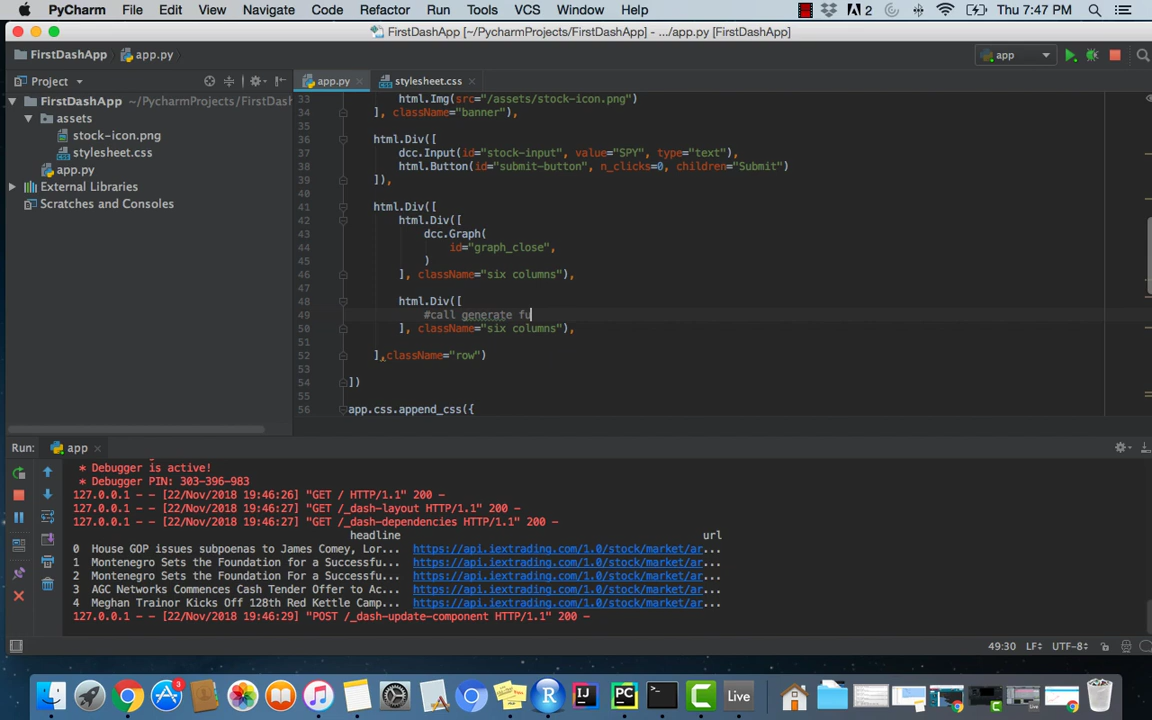 PyCharm File Edit View Navigate Code Refactor Run Tools VCS Window Help 2 Thu 7:47 PM
FirstDashApp [~/PycharmProjects/FirstDashApp] - .../app.py [FirstDashApp]
FirstDashApp app.py app
Project app.py stylesheet.css
FirstDashApp ~/PycharmProjects/FirstDash
assets
stock-icon.png
stylesheet.css
app.py
External Libraries
Scratches and Consoles
33 html.Img(src="/assets/stock-icon.png")
34 ], className="banner"),
35
36 html.Div([
37 dcc.Input(id="stock-input", value="SPY", type="text"),
38 html.Button(id="submit-button", n_clicks=0, children="Submit")
39 ]),
40
41 html.Div([
42 html.Div([
43 dcc.Graph(
44 id="graph_close",
45 )
46 ], className="six columns"),
47
48 html.Div([
49 #call generate fu
50 ], className="six columns"),
51
52 ],className="row")
53
54 ])
55
56 app.css.append_css({
Run: app
* Debugger is active!
* Debugger PIN: 303-396-983
127.0.0.1 - - [22/Nov/2018 19:46:26] "GET / HTTP/1.1" 200 -
127.0.0.1 - - [22/Nov/2018 19:46:27] "GET /_dash-layout HTTP/1.1" 200 -
127.0.0.1 - - [22/Nov/2018 19:46:27] "GET /_dash-dependencies HTTP/1.1" 200 -
headline url
0 House GOP issues subpoenas to James Comey, Lor... https://api.iextrading.com/1.0/stock/market/ar...
1 Montenegro Sets the Foundation for a Successfu... https://api.iextrading.com/1.0/stock/market/ar...
2 Montenegro Sets the Foundation For a Successfu... https://api.iextrading.com/1.0/stock/market/ar...
3 AGC Networks Commences Cash Tender Offer to Ac... https://api.iextrading.com/1.0/stock/market/ar...
4 Meghan Trainor Kicks Off 128th Red Kettle Camp... https://api.iextrading.com/1.0/stock/market/ar...
127.0.0.1 - - [22/Nov/2018 19:46:29] "POST /_dash-update-component HTTP/1.1" 200 -
49:30 LF÷ UTF-8÷
3 R IJ PC Live